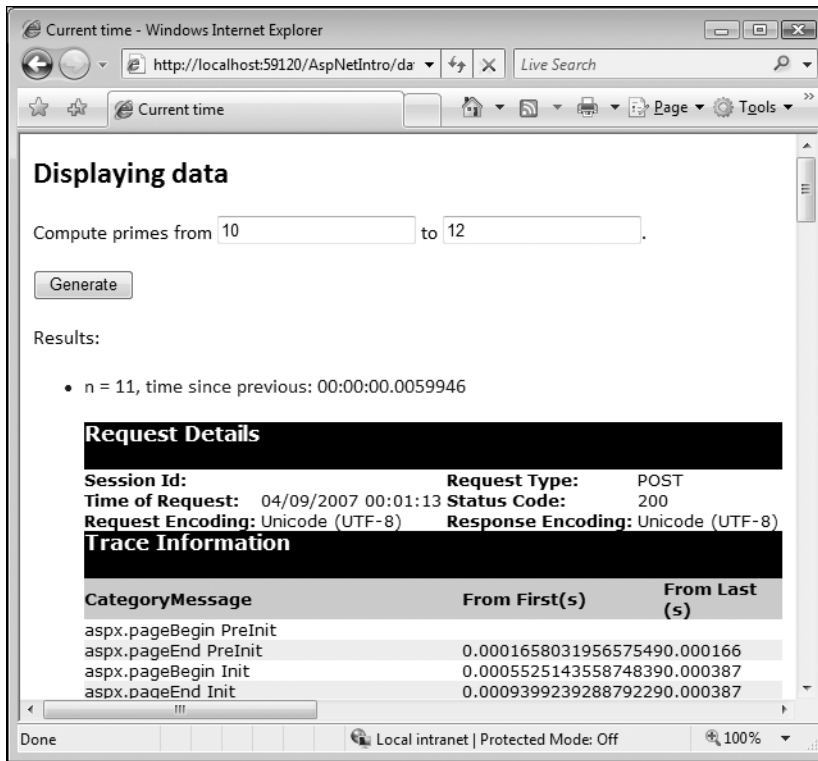 Current time - Windows Internet Explorer
http://localhost:59120/AspNetIntro/da
Live Search
Current time
Page
Tools
Displaying data
Compute primes from 10 to 12 .
Generate
Results:
• n = 11, time since previous: 00:00:00.0059946
Request Details
Session Id: Request Type: POST
Time of Request: 04/09/2007 00:01:13 Status Code: 200
Request Encoding: Unicode (UTF-8) Response Encoding: Unicode (UTF-8)
Trace Information
CategoryMessage From First(s) From Last (s)
aspx.pageBegin PreInit
aspx.pageEnd PreInit 0.0001658031956575490.000166
aspx.pageBegin Init 0.0005525143558748390.000387
aspx.pageEnd Init 0.0009399239288792290.000387
Done Local intranet | Protected Mode: Off 100%